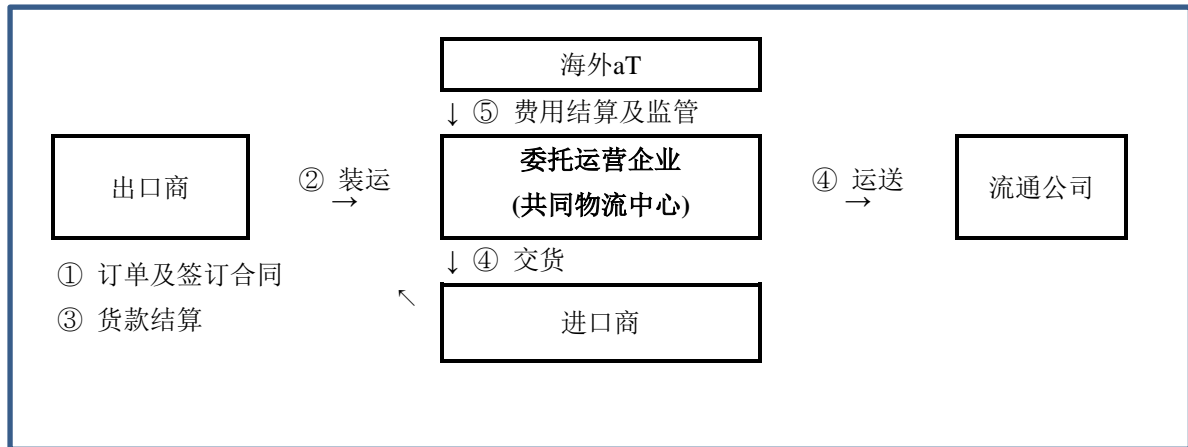 海外aT
↓ ⑤ 费用结算及监管
出口商
② 装运
→
委托运营企业
(共同物流中心)
④ 运送
→
流通公司
① 订单及签订合同
③ 货款结算
↖
↓ ④ 交货
进口商